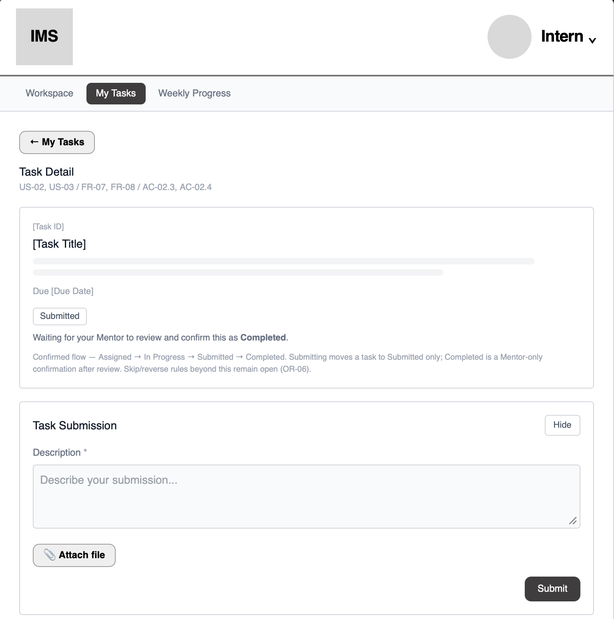 IMS
Intern
Workspace
My Tasks
Weekly Progress
← My Tasks
Task Detail
US-02, US-03 / FR-07, FR-08 / AC-02.3, AC-02.4
[Task ID]
[Task Title]
Due [Due Date]
Submitted
Waiting for your Mentor to review and confirm this as Completed.
Confirmed flow — Assigned → In Progress → Submitted → Completed. Submitting moves a task to Submitted only; Completed is a Mentor-only
confirmation after review. Skip/reverse rules beyond this remain open (OR-06).
Task Submission
Hide
Description *
Describe your submission...
📎 Attach file
Submit